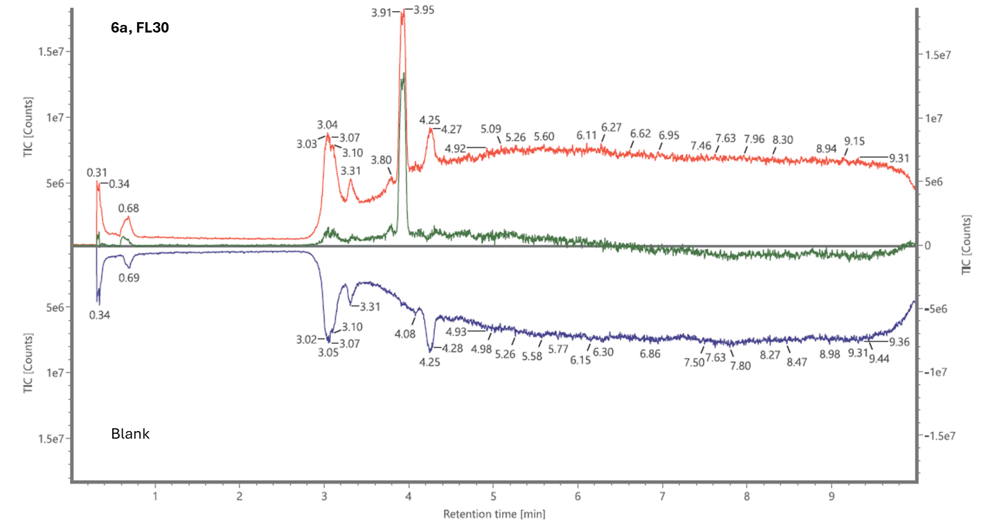 6a, FL30
3.91
3.95
1.5e7
1.5e7
TIC [Counts]
1e7
1e7
3.04
3.03
3.07
3.10
3.31
3.80
4.25
4.27
4.92
5.09
5.26
5.60
6.11
6.27
6.62
6.95
7.46
7.63
7.96
8.30
8.94
9.15
9.31
0.31
0.34
5e6
5e6
0.68
0
TIC [Counts]
0.69
0.34
5e6
-5e6
3.31
3.10
3.02
3.07
3.05
4.08
4.28
4.25
4.93
4.98
5.26
5.58
5.77
6.15
6.30
6.86
7.50
7.63
7.80
8.27
8.47
8.98
9.31
9.44
9.36
TIC [Counts]
1e7
-1e7
Blank
1.5e7
-1.5e7
1 2 3 4 5 6 7 8 9
Retention time [min]